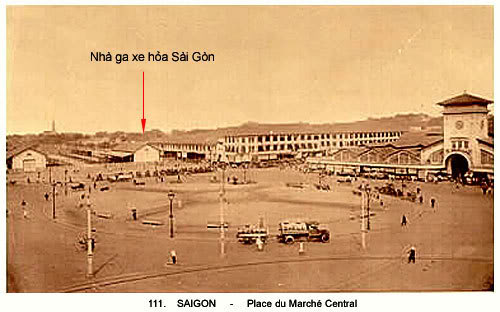 Nhà ga xe hỏa Sài Gòn
111. SAIGON - Place du Marché Central